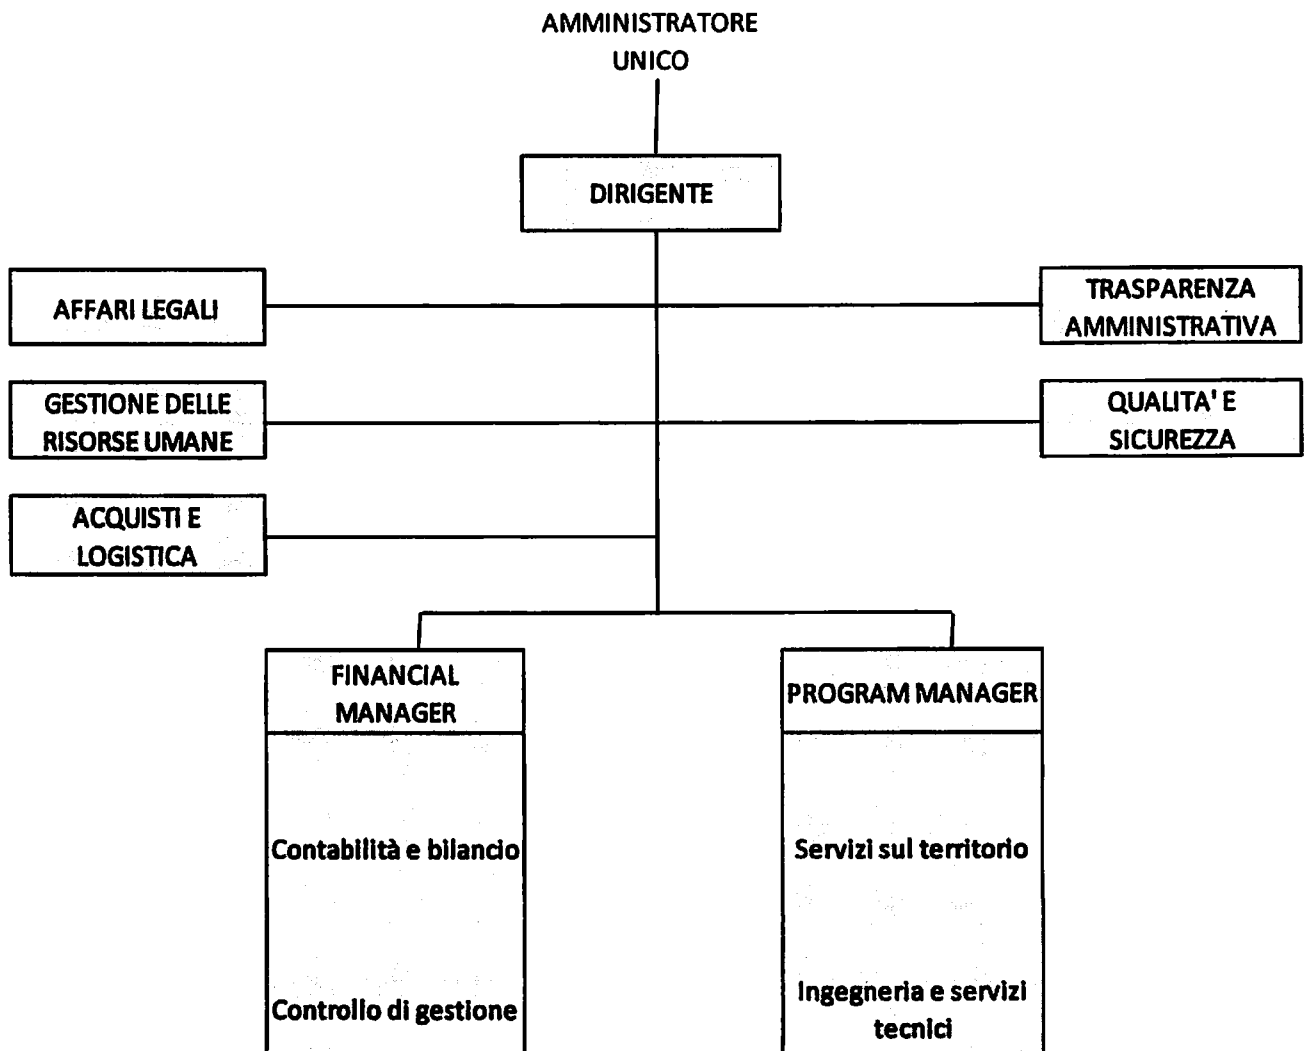 AMMINISTRATORE
UNICO
DIRIGENTE
AFFARI LEGALI
TRASPARENZA
AMMINISTRATIVA
GESTIONE DELLE
RISORSE UMANE
QUALITA' E
SICUREZZA
ACQUISTI E
LOGISTICA
FINANCIAL
MANAGER
PROGRAM MANAGER
Contabilità e bilancio
Servizi sul territorio
Controllo di gestione
Ingegneria e servizi
tecnici